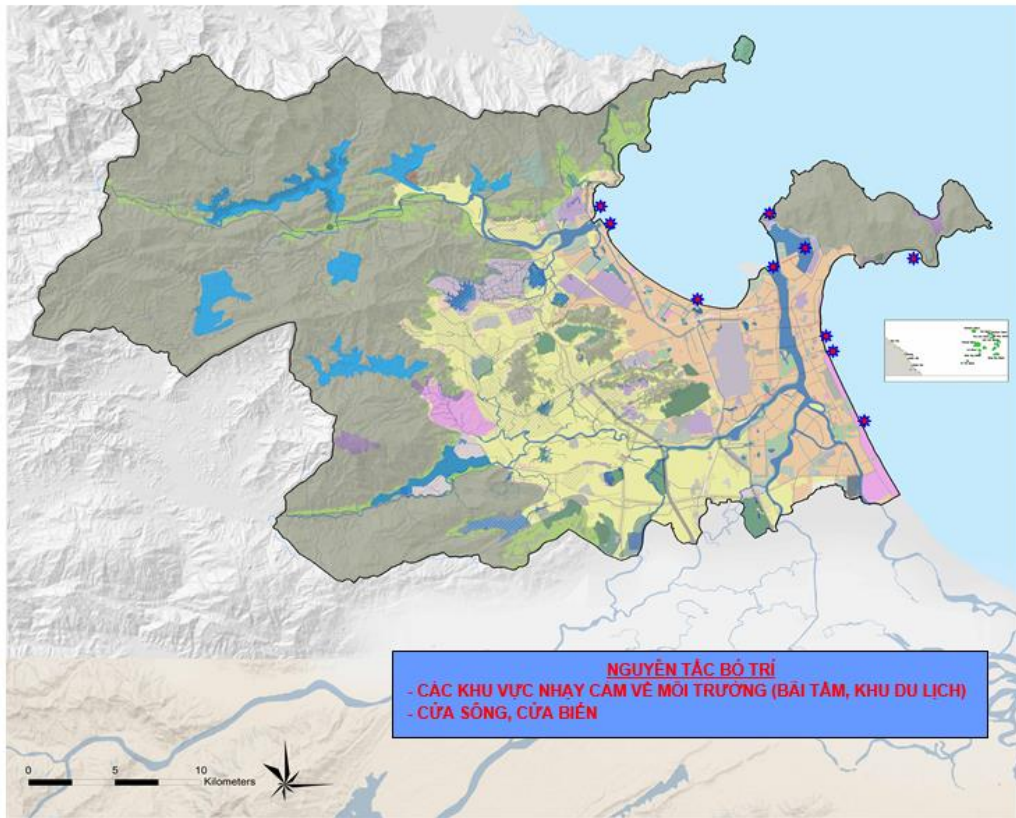 NGUYÊN TẮC BỐ TRÍ
- CÁC KHU VỰC NHẠY CẢM VỀ MÔI TRƯỜNG (BÃI TẮM, KHU DU LỊCH)
- CỬA SÔNG, CỬA BIỂN
0 5 10
Kilometers